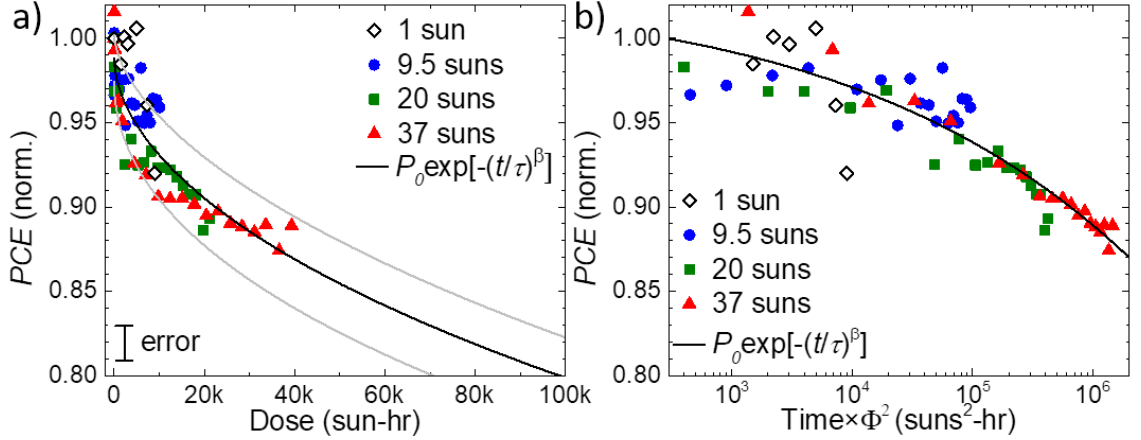 a)
PCE (norm.)
1.00
0.95
0.90
0.85
0.80
1 sun
9.5 suns
20 suns
37 suns
P₀exp[-(t/τ)^β]
error
0 20k 40k 60k 80k 100k
Dose (sun-hr)
b)
PCE (norm.)
1.00
0.95
0.90
0.85
0.80
1 sun
9.5 suns
20 suns
37 suns
P₀exp[-(t/τ)^β]
10³ 10⁴ 10⁵ 10⁶
Time×Φ² (suns²-hr)